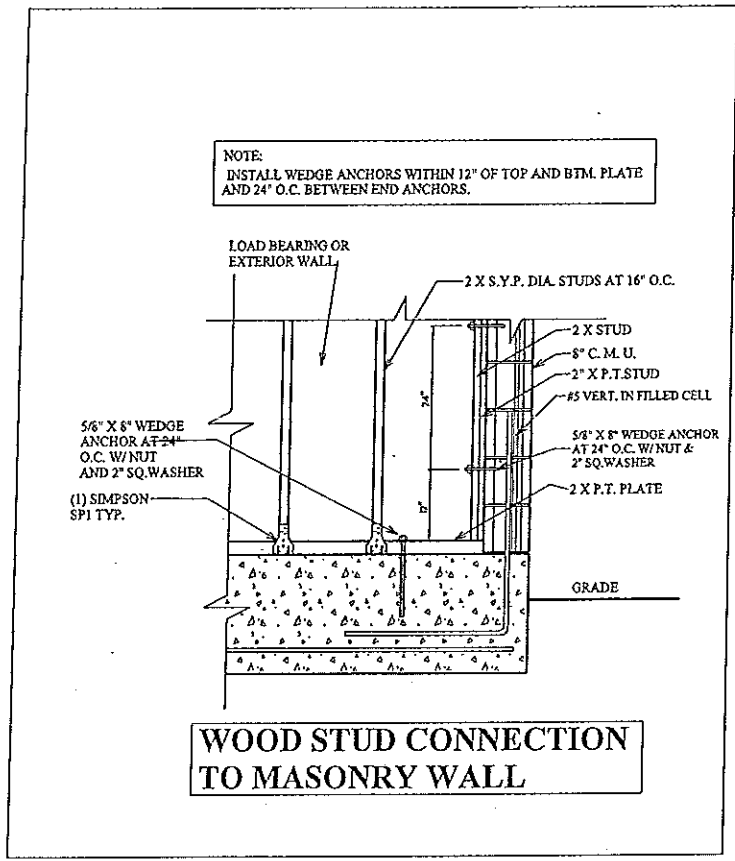 NOTE:
INSTALL WEDGE ANCHORS WITHIN 12" OF TOP AND BTM. PLATE
AND 24" O.C. BETWEEN END ANCHORS.
LOAD BEARING OR
EXTERIOR WALL
2 X S.Y.P. DIA. STUDS AT 16" O.C.
2 X STUD
8" C. M. U.
2" X P.T.STUD
#5 VERT. IN FILLED CELL
24"
5/8" X 8" WEDGE
ANCHOR AT 24"
O.C. W/ NUT
AND 2" SQ.WASHER
5/8" X 8" WEDGE ANCHOR
AT 24" O.C. W/ NUT &
2" SQ.WASHER
(1) SIMPSON
SP1 TYP.
12"
2 X P.T. PLATE
GRADE
WOOD STUD CONNECTION
TO MASONRY WALL